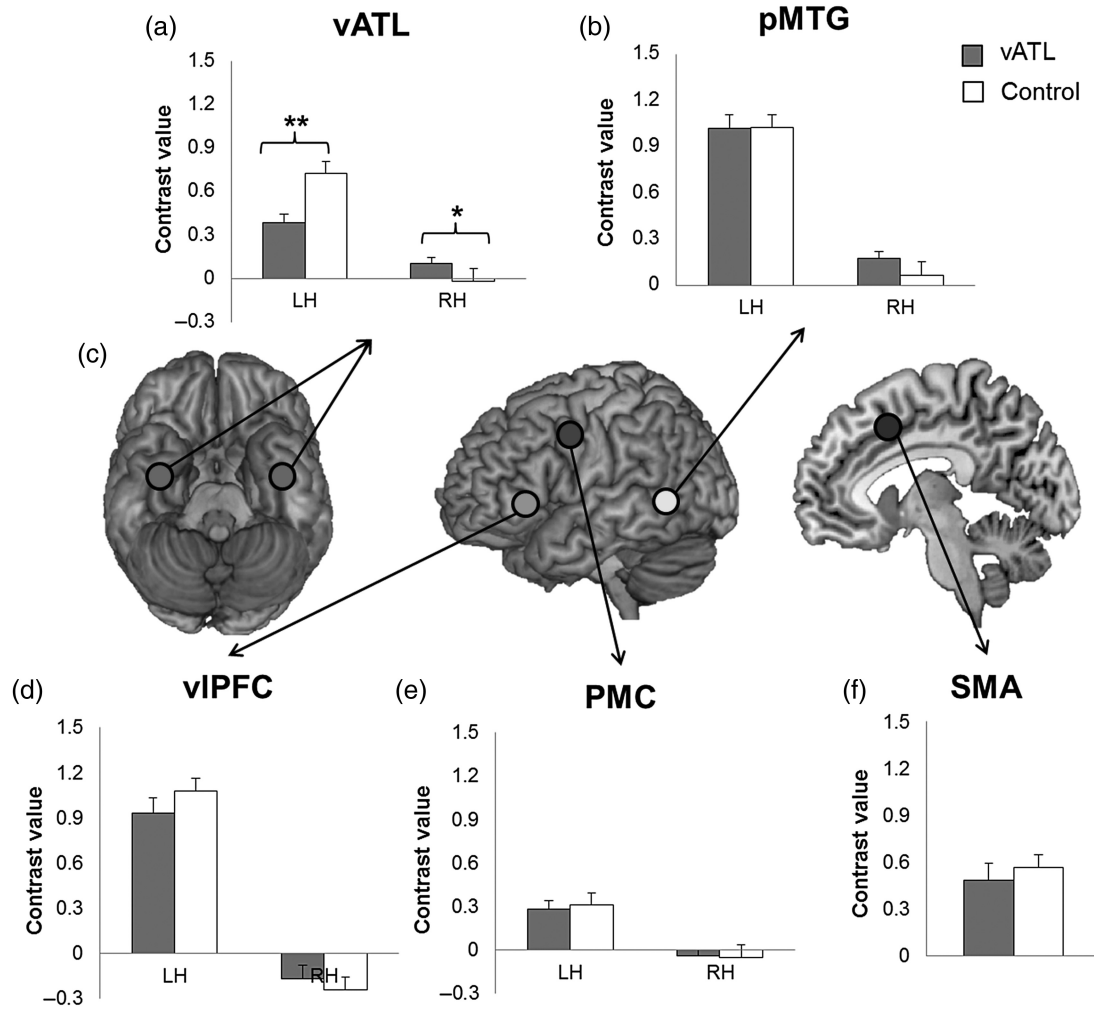 (a)
vATL
(b)
pMTG
vATL
Control
Contrast value
1.5
1.2
0.9
0.6
0.3
0
–0.3
**
*
LH
RH
Contrast value
1.5
1.2
0.9
0.6
0.3
0
LH
RH
(c)
(d)
vlPFC
(e)
PMC
(f)
SMA
Contrast value
1.5
1.2
0.9
0.6
0.3
0
–0.3
LH
RH
Contrast value
1.5
1.2
0.9
0.6
0.3
0
–0.3
LH
RH
Contrast value
1.5
1.2
0.9
0.6
0.3
0